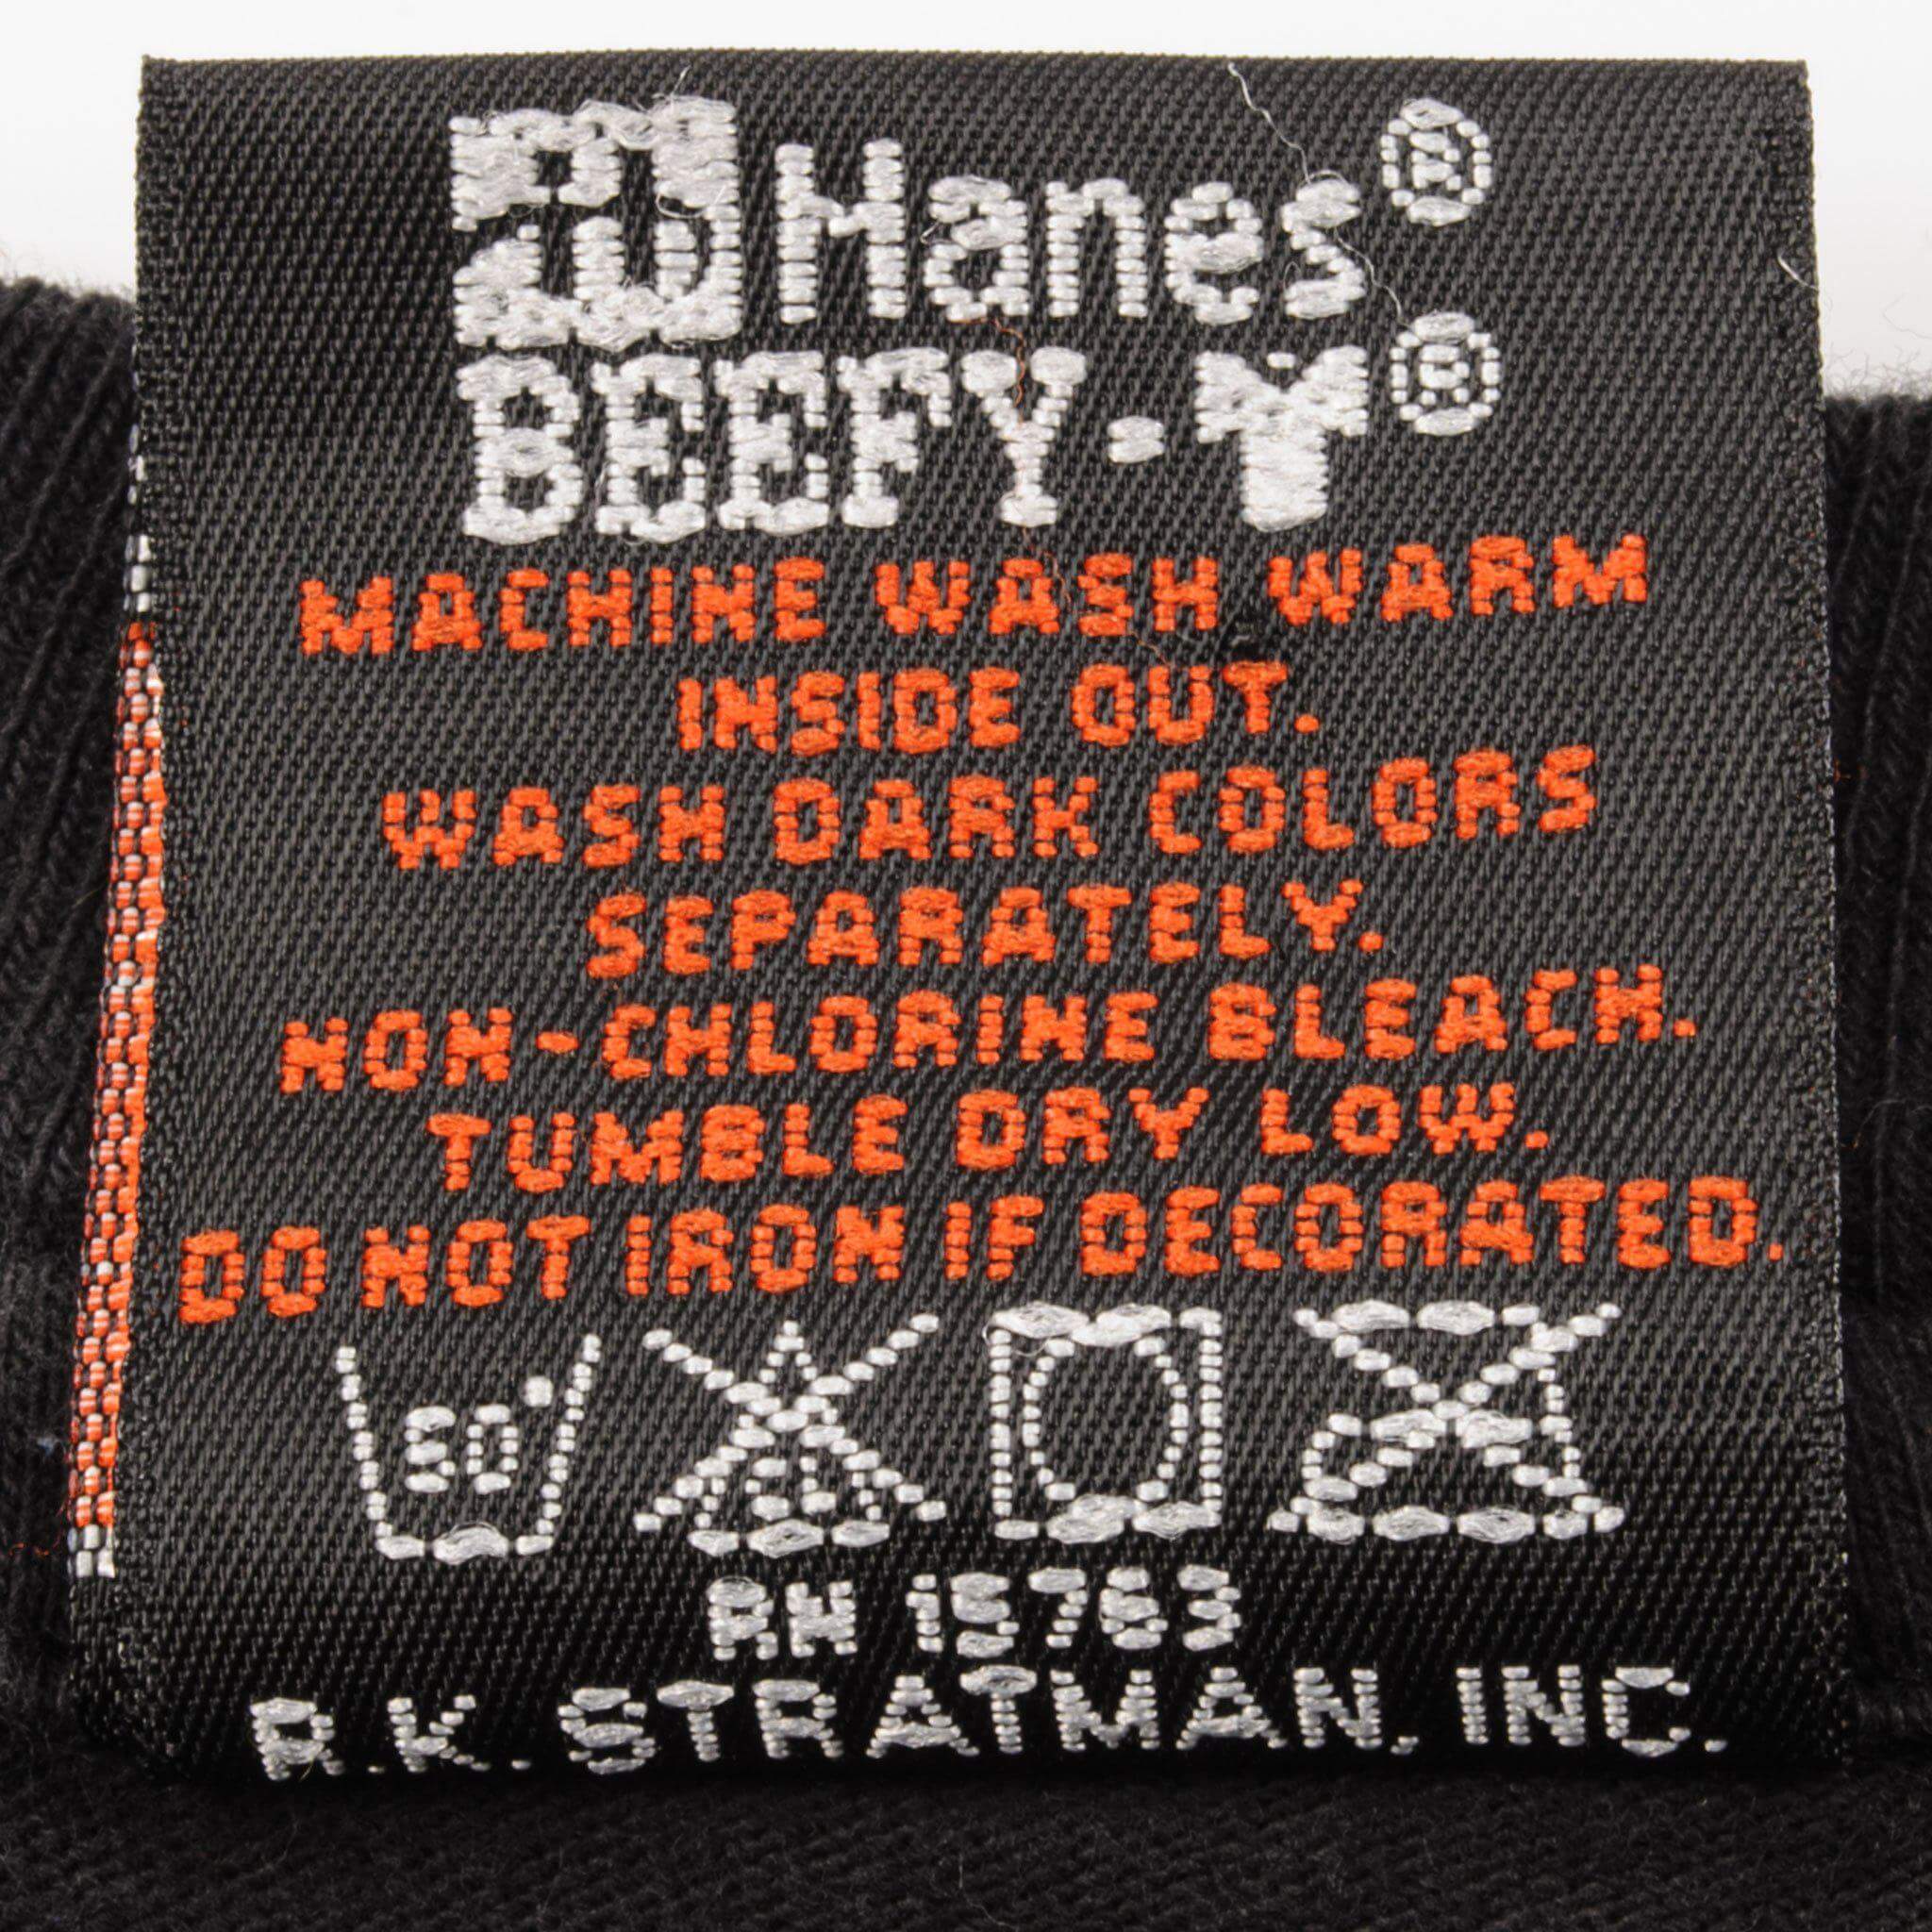 Hanes®
BEEFY-T®
MACHINE WASH WARM
INSIDE OUT.
WASH DARK COLORS
SEPARATELY.
NON-CHLORINE BLEACH.
TUMBLE DRY LOW.
DO NOT IRON IF DECORATED.
50°
RN 15763
R.K. STRATMAN, INC.